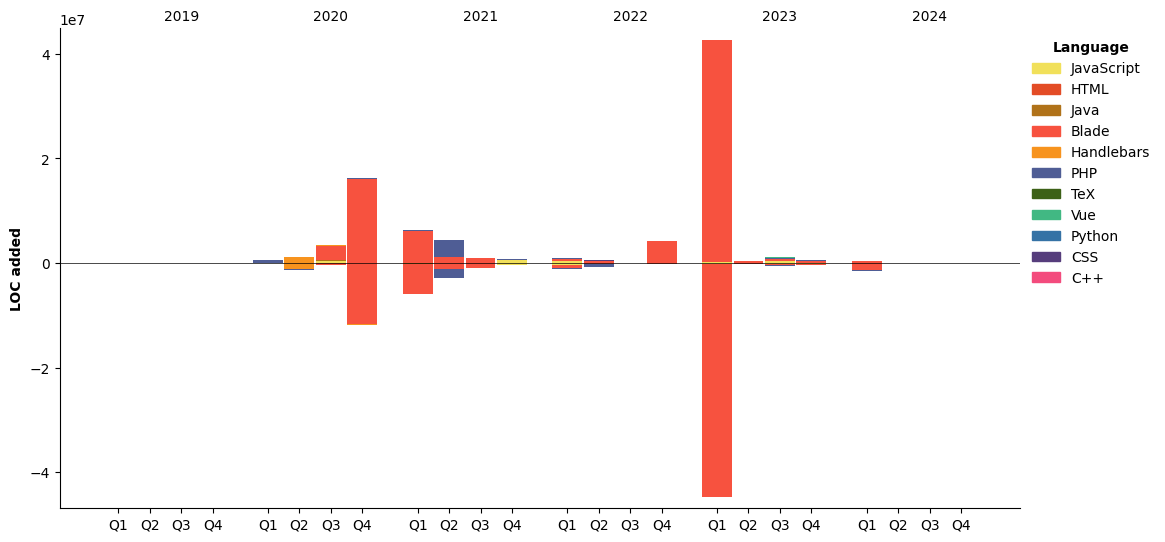 2019 2020 2021 2022 2023 2024
1e7
4
2
0
−2
−4
LOC added
Language
JavaScript
HTML
Java
Blade
Handlebars
PHP
TeX
Vue
Python
CSS
C++
Q1 Q2 Q3 Q4 Q1 Q2 Q3 Q4 Q1 Q2 Q3 Q4 Q1 Q2 Q3 Q4 Q1 Q2 Q3 Q4 Q1 Q2 Q3 Q4